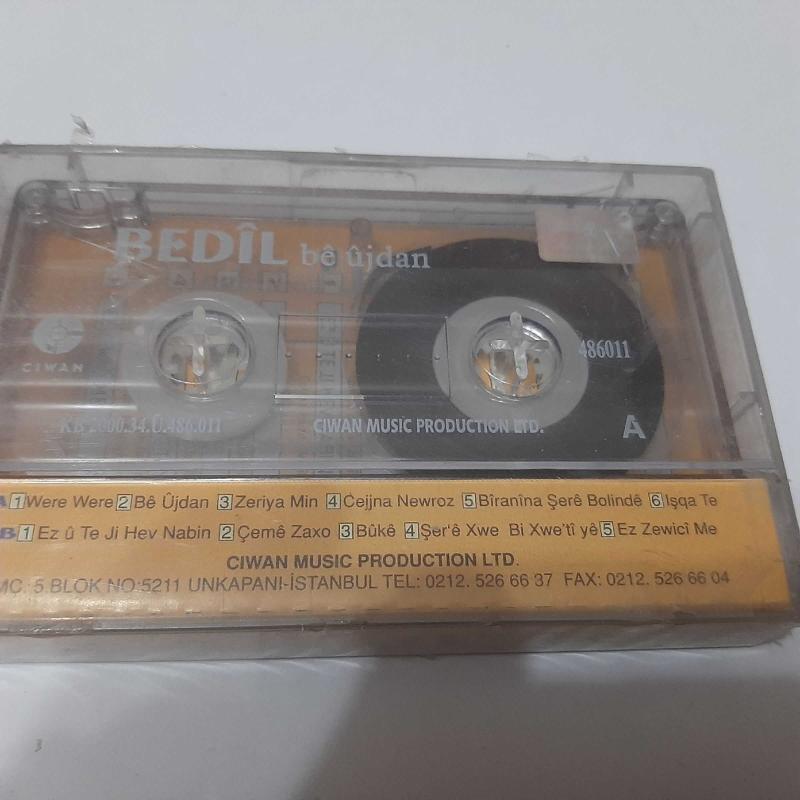 BEDÎL bê ûjdan
CIWAN
486011
KB 2000.34.Ü.486.011
CIWAN MUSIC PRODUCTION LTD.
A
A 1 Were Were 2 Bê Ûjdan 3 Zeriya Min 4 Cejjna Newroz 5 Bîranîna Şerê Bolindê 6 Işqa Te
B 1 Ez û Te Ji Hev Nabin 2 Çemê Zaxo 3 Bûkê 4 Şer'ê Xwe Bi Xwe'tî yê 5 Ez Zewicî Me
CIWAN MUSIC PRODUCTION LTD.
MC. 5.BLOK NO:5211 UNKAPANI-İSTANBUL TEL: 0212. 526 66 37 FAX: 0212. 526 66 04